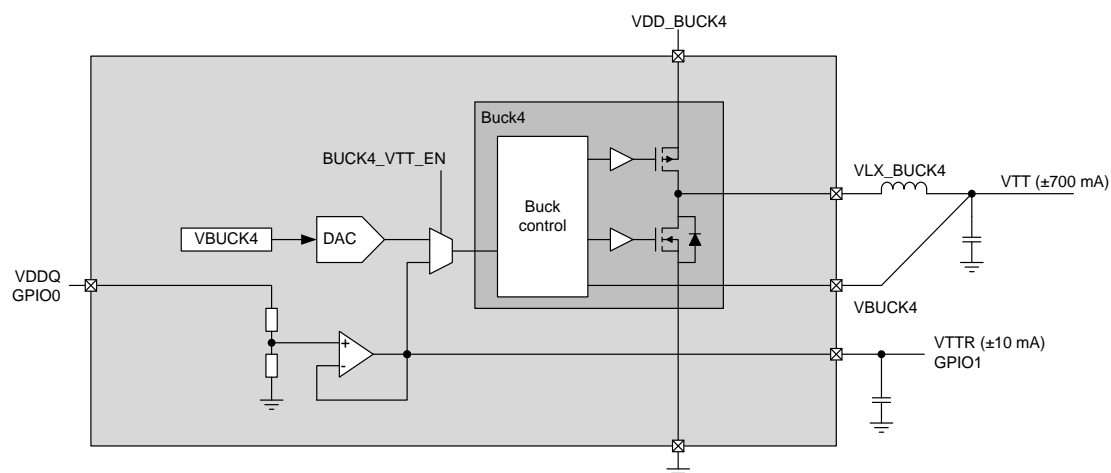 VDD_BUCK4
Buck4
BUCK4_VTT_EN
Buck
control
VLX_BUCK4
VTT (±700 mA)
VBUCK4
DAC
VDDQ
GPIO0
VBUCK4
+
-
VTTR (±10 mA)
GPIO1